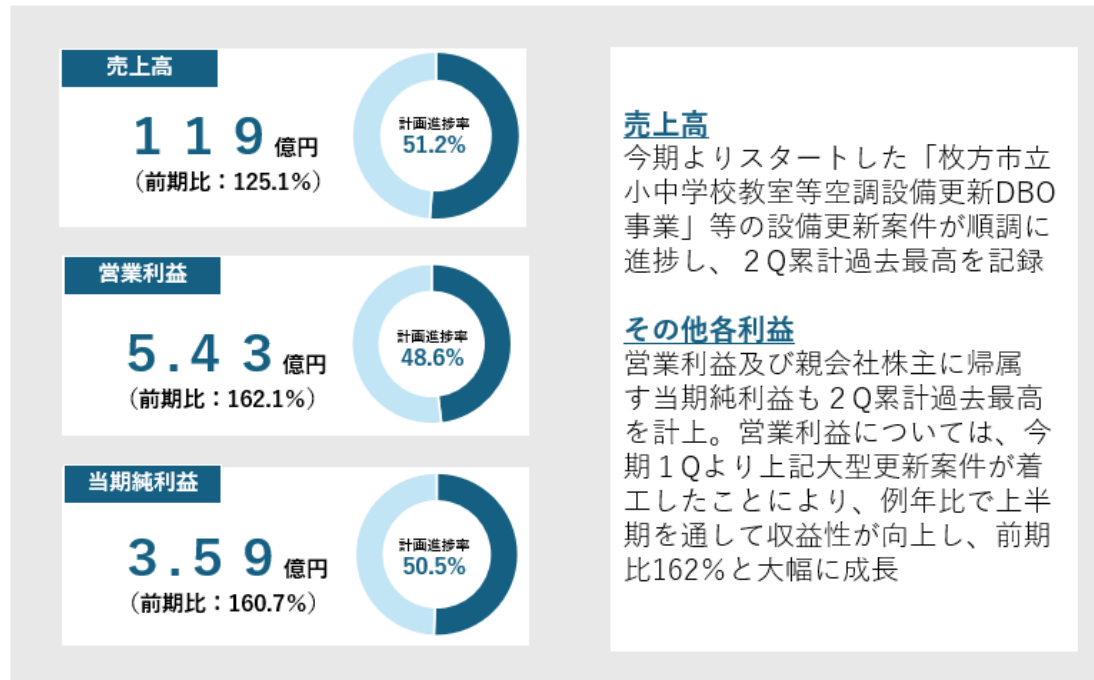 売上高
119億円
（前期比：125.1%）
計画進捗率
51.2%
営業利益
5.43億円
（前期比：162.1%）
計画進捗率
48.6%
当期純利益
3.59億円
（前期比：160.7%）
計画進捗率
50.5%
売上高
今期よりスタートした「枚方市立
小中学校教室等空調設備更新DBO
事業」等の設備更新案件が順調に
進捗し、２Q累計過去最高を記録
その他各利益
営業利益及び親会社株主に帰属
す当期純利益も２Q累計過去最高
を計上。営業利益については、今
期１Qより上記大型更新案件が着
工したことにより、例年比で上半
期を通して収益性が向上し、前期
比162％と大幅に成長